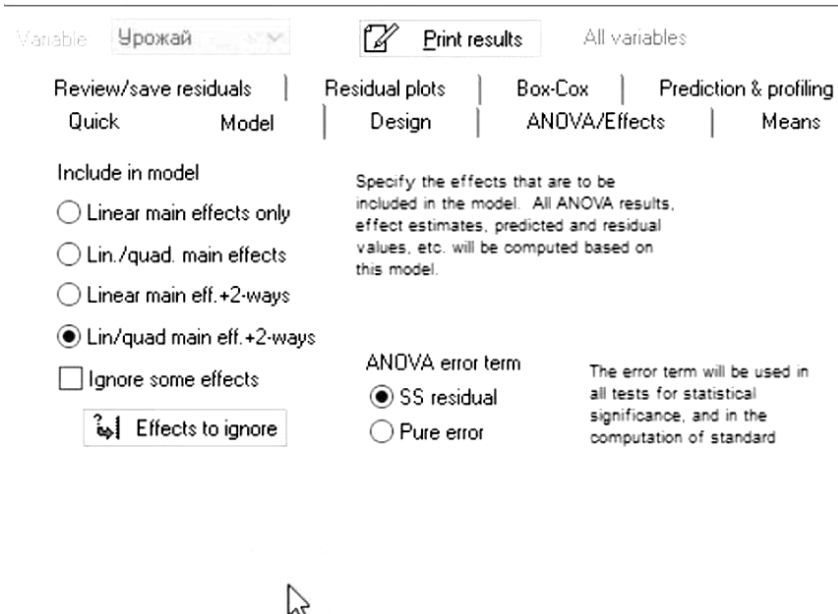 Variable Урожай Print results All variables
Review/save residuals Residual plots Box-Cox Prediction & profiling
Quick Model Design ANOVA/Effects Means
Include in model
Linear main effects only
Lin./quad. main effects
Linear main eff.+2-ways
Lin/quad main eff.+2-ways
Ignore some effects
Effects to ignore
Specify the effects that are to be
included in the model. All ANOVA results,
effect estimates, predicted and residual
values, etc. will be computed based on
this model.
ANOVA error term
SS residual
Pure error
The error term will be used in
all tests for statistical
significance, and in the
computation of standard